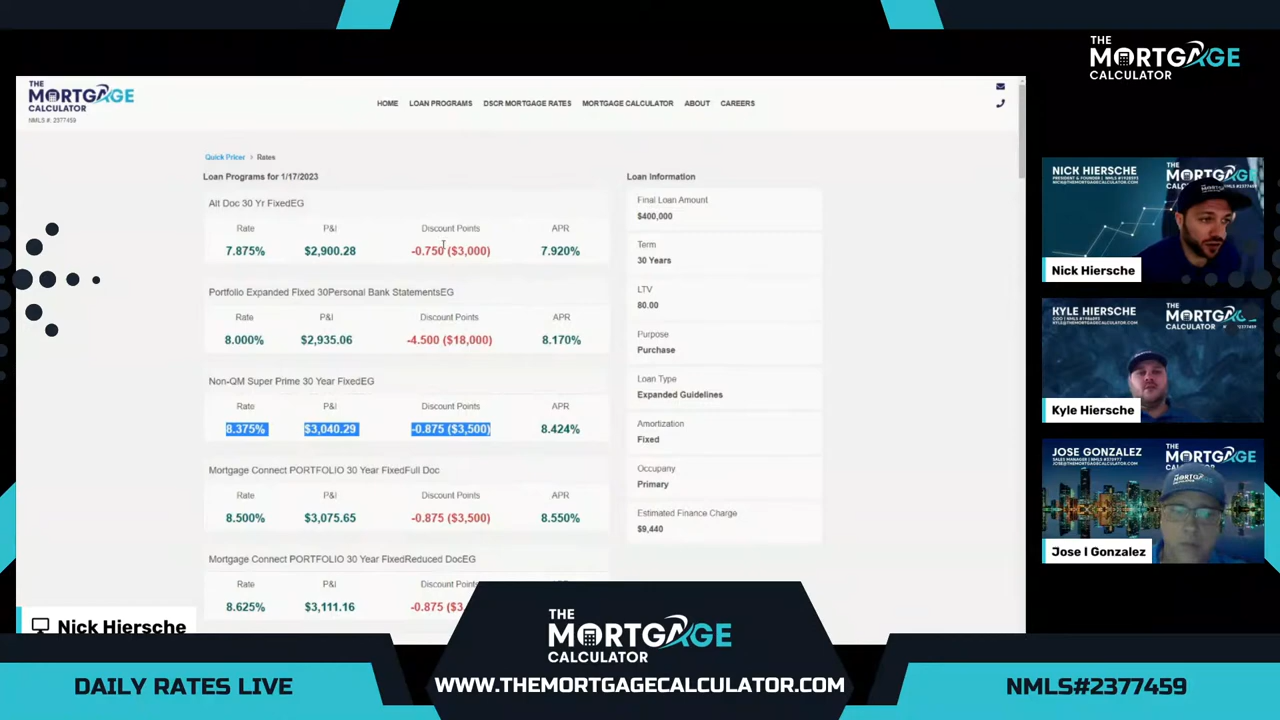 THE
MORTGAGE
CALCULATOR
THE
MORTGAGE
CALCULATOR
NMLS #: 2377459
HOME LOAN PROGRAMS DSCR MORTGAGE RATES MORTGAGE CALCULATOR ABOUT CAREERS
Quick Pricer > Rates
Loan Programs for 1/17/2023
Alt Doc 30 Yr FixedEG
Rate P&I Discount Points APR
7.875% $2,900.28 -0.750 ($3,000) 7.920%
Portfolio Expanded Fixed 30Personal Bank StatementsEG
Rate P&I Discount Points APR
8.000% $2,935.06 -4.500 ($18,000) 8.170%
Non-QM Super Prime 30 Year FixedEG
Rate P&I Discount Points APR
8.375% $3,040.29 -0.875 ($3,500) 8.424%
Mortgage Connect PORTFOLIO 30 Year FixedFull Doc
Rate P&I Discount Points APR
8.500% $3,075.65 -0.875 ($3,500) 8.550%
Mortgage Connect PORTFOLIO 30 Year FixedReduced DocEG
Rate P&I Discount Points APR
8.625% $3,111.16 -0.875 ($3
Loan Information
Final Loan Amount
$400,000
Term
30 Years
LTV
80.00
Purpose
Purchase
Loan Type
Expanded Guidelines
Amortization
Fixed
Occupany
Primary
Estimated Finance Charge
$9,440
NICK HIERSCHE
Nick Hiersche
KYLE HIERSCHE
Kyle Hiersche
JOSE GONZALEZ
Jose I Gonzalez
Nick Hiersche
THE
MORTGAGE
CALCULATOR
DAILY RATES LIVE
WWW.THEMORTGAGECALCULATOR.COM
NMLS#2377459